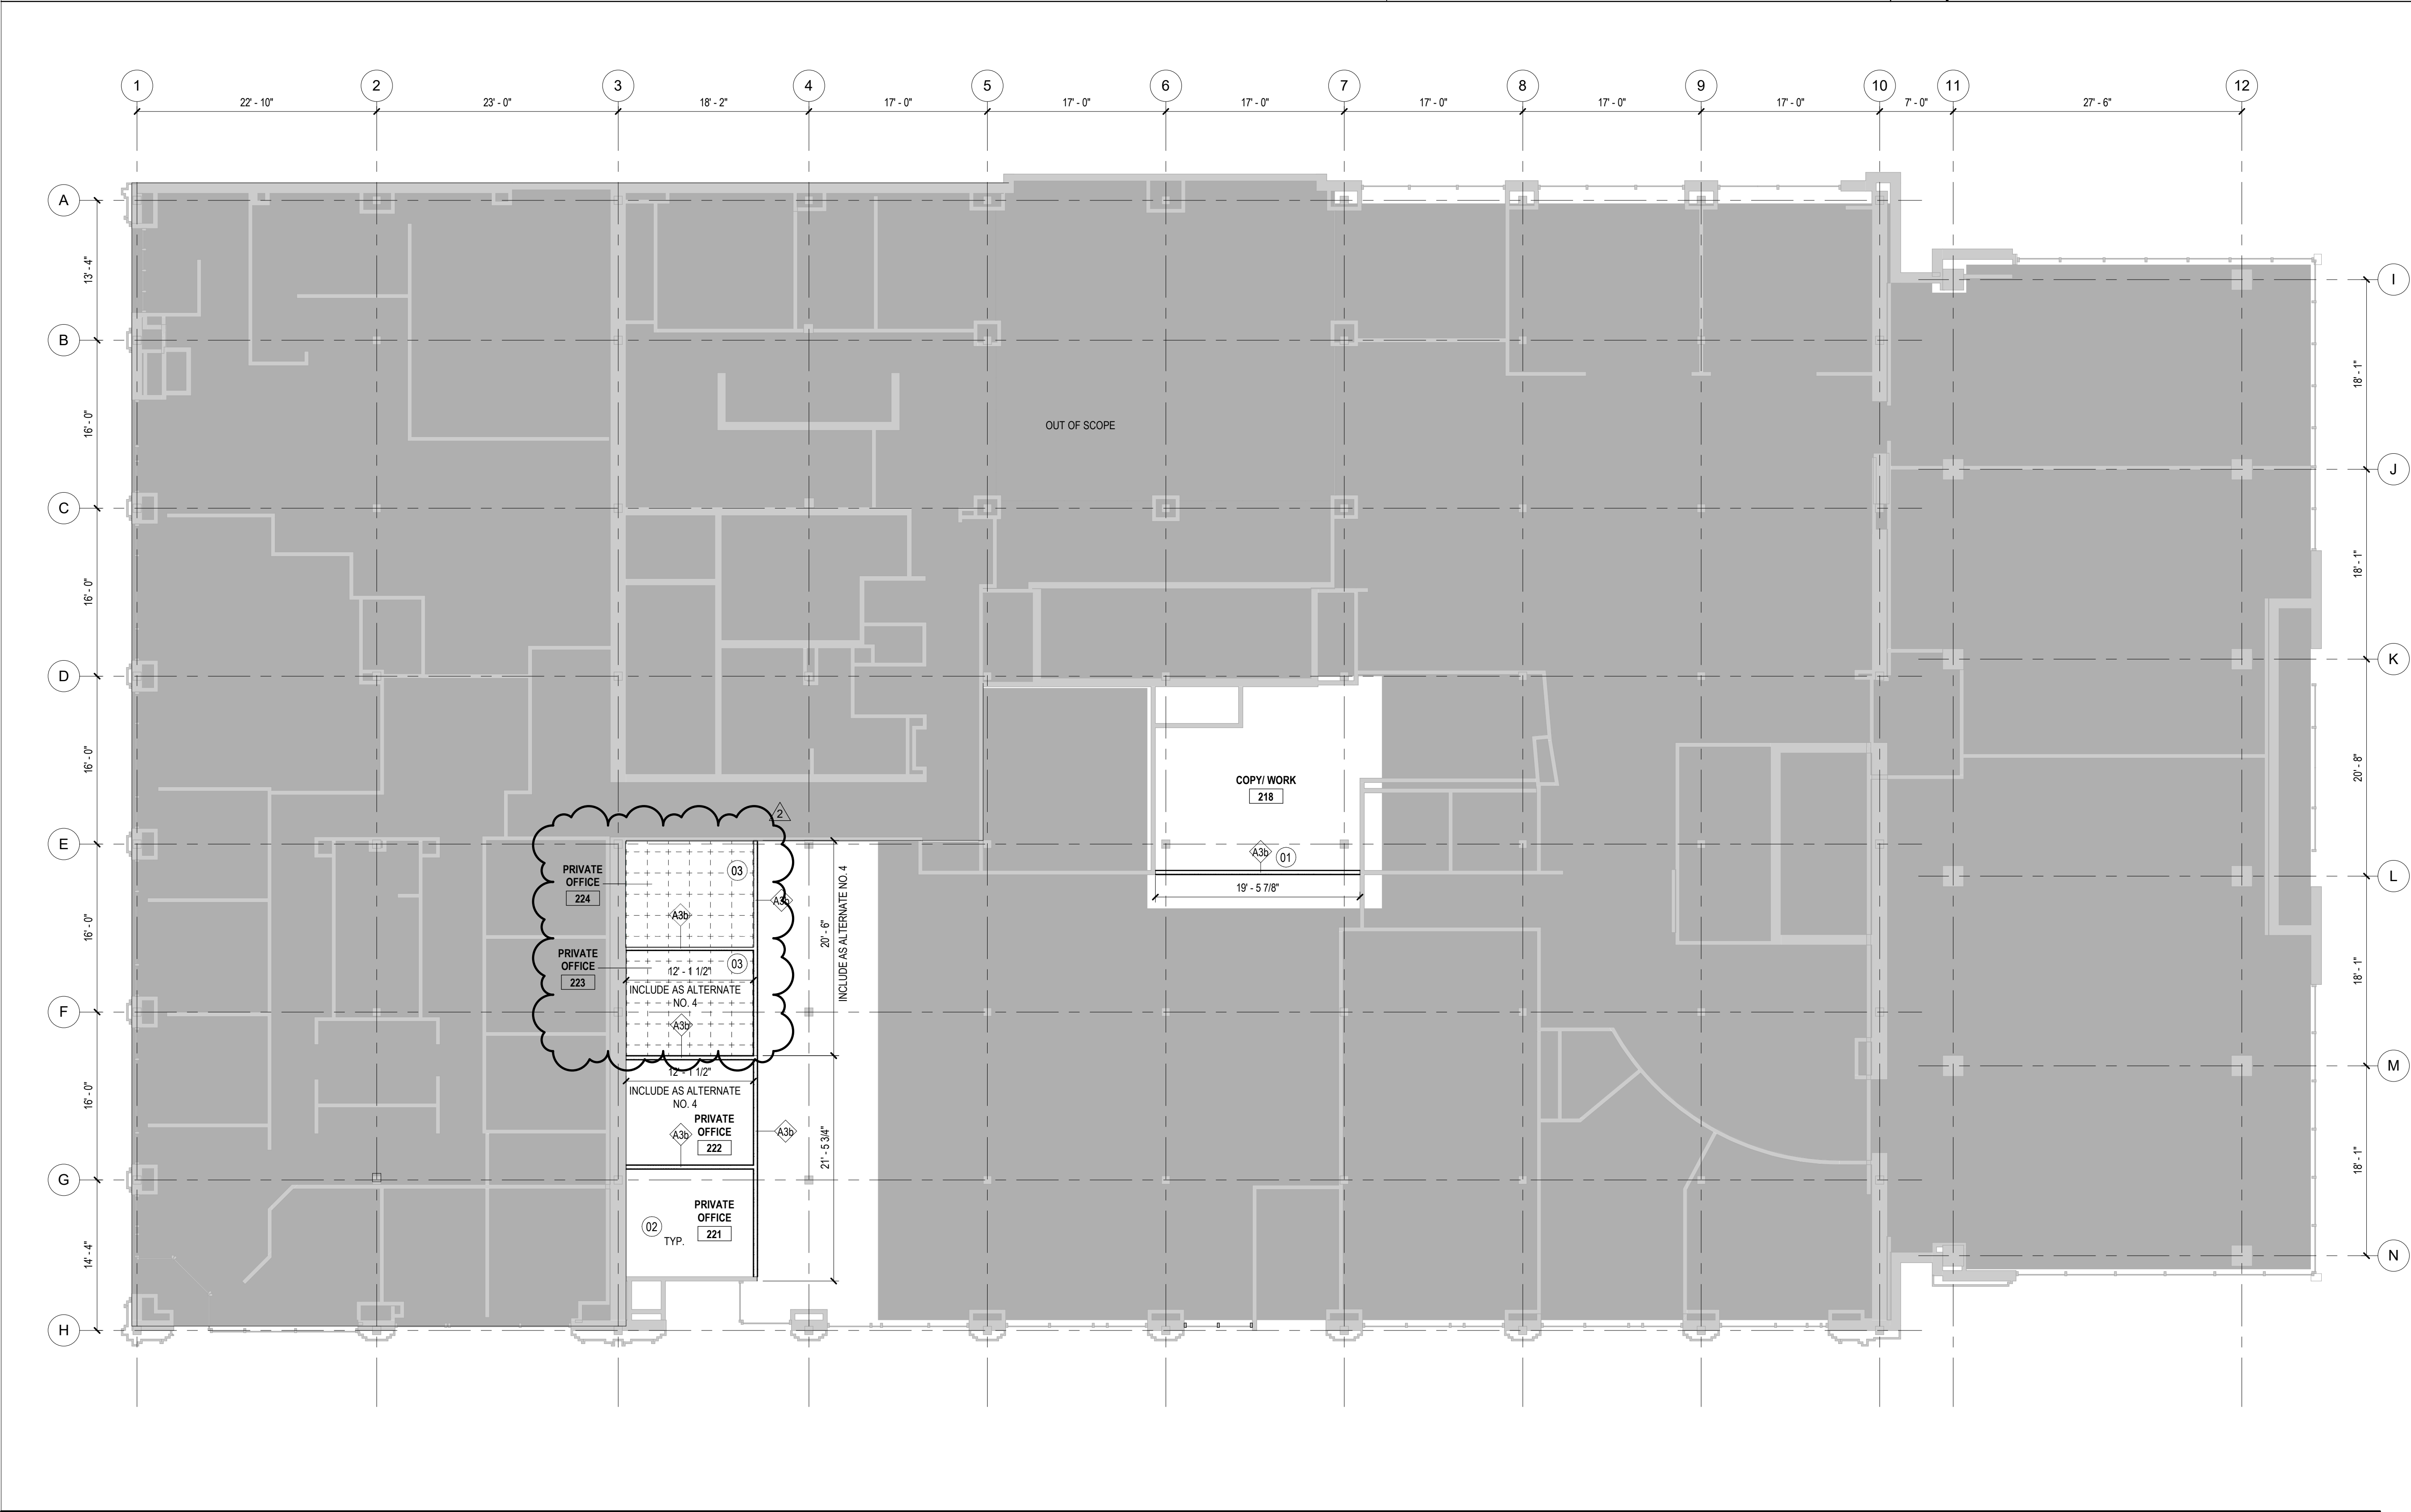 1 2 3 4 5 6 7 8 9 10 11 12
22' - 10" 23' - 0" 18' - 2" 17' - 0" 17' - 0" 17' - 0" 17' - 0" 17' - 0" 17' - 0" 7' - 0" 27' - 6"
A
13' - 4"
I
B
18' - 1"
16' - 0"
OUT OF SCOPE
J
C
18' - 1"
16' - 0"
K
D
16' - 0"
20' - 8"
COPY/ WORK
218
2
E
A3b 01
19' - 5 7/8"
L
PRIVATE
OFFICE
224
03
A3b
A3b
20' - 6"
INCLUDE AS ALTERNATE NO. 4
16' - 0"
18' - 1"
PRIVATE
OFFICE
223
03
12' - 1 1/2"
INCLUDE AS ALTERNATE
NO. 4
A3b
F
M
16' - 0"
12' - 1 1/2"
INCLUDE AS ALTERNATE
NO. 4
PRIVATE
OFFICE
222
A3b
A3b
21' - 5 3/4"
18' - 1"
G
PRIVATE
OFFICE
221
02
TYP.
14' - 4"
N
H